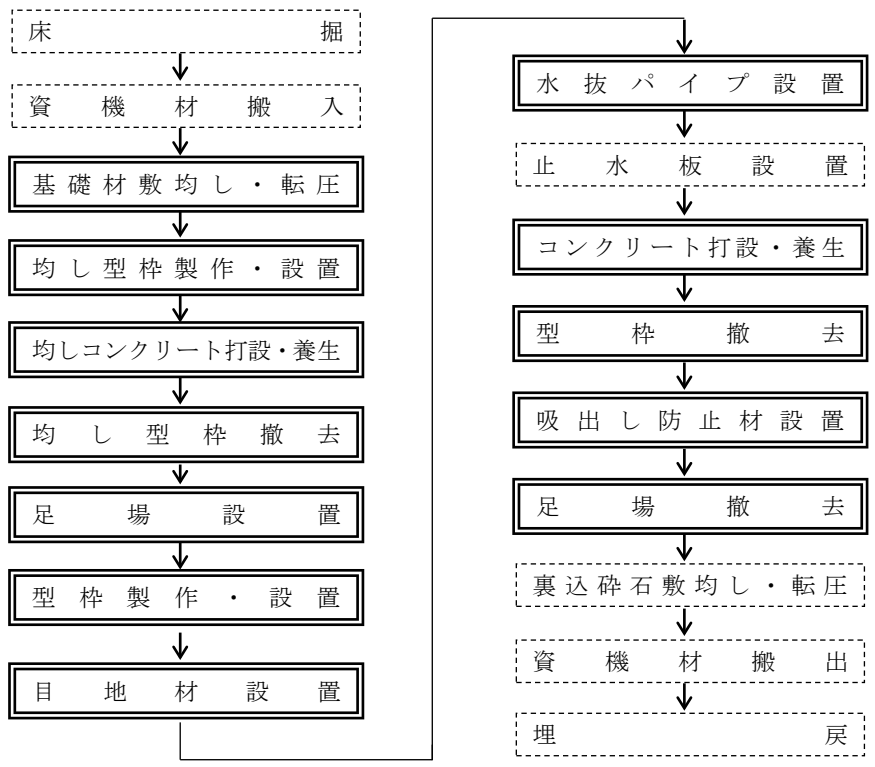 床掘
資機材搬入
基礎材敷均し・転圧
均し型枠製作・設置
均しコンクリート打設・養生
均し型枠撤去
足場設置
型枠製作・設置
目地材設置
水抜パイプ設置
止水板設置
コンクリート打設・養生
型枠撤去
吸出し防止材設置
足場撤去
裏込砕石敷均し・転圧
資機材搬出
埋戻